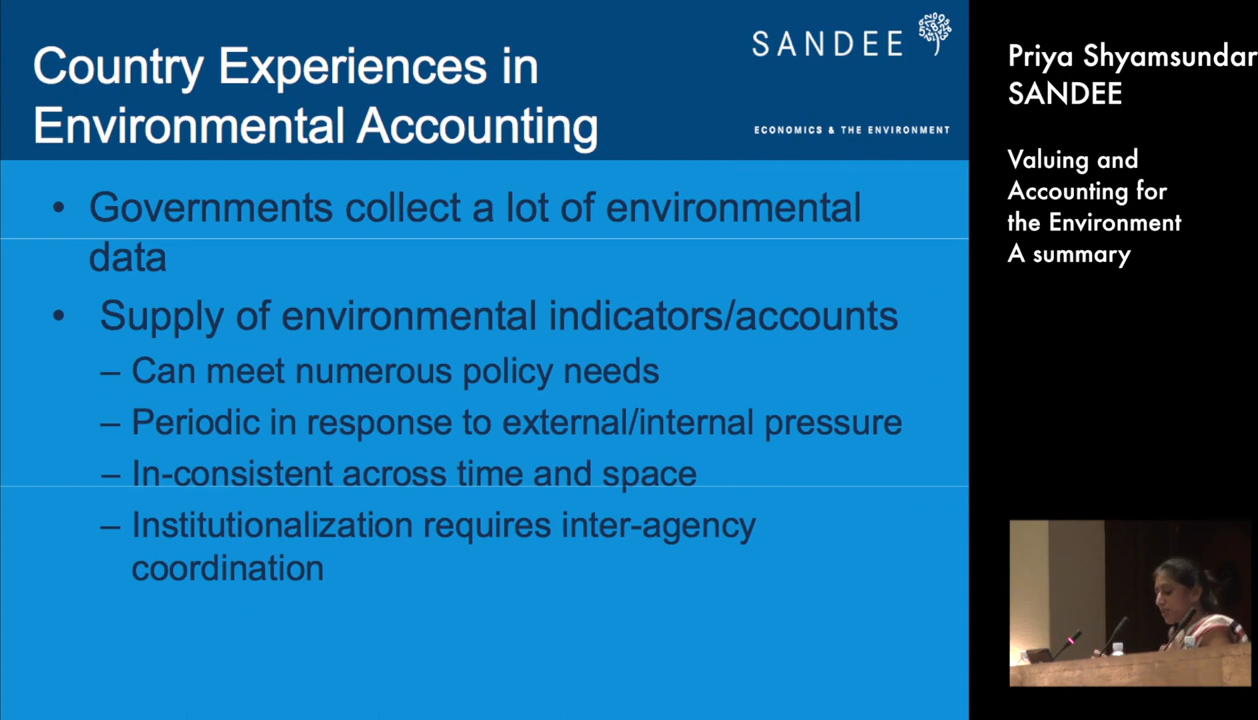 Country Experiences in
Environmental Accounting
SANDEE
ECONOMICS & THE ENVIRONMENT
• Governments collect a lot of environmental
data
• Supply of environmental indicators/accounts
– Can meet numerous policy needs
– Periodic in response to external/internal pressure
– In-consistent across time and space
– Institutionalization requires inter-agency
coordination
Priya Shyamsundar
SANDEE
Valuing and
Accounting for
the Environment
A summary